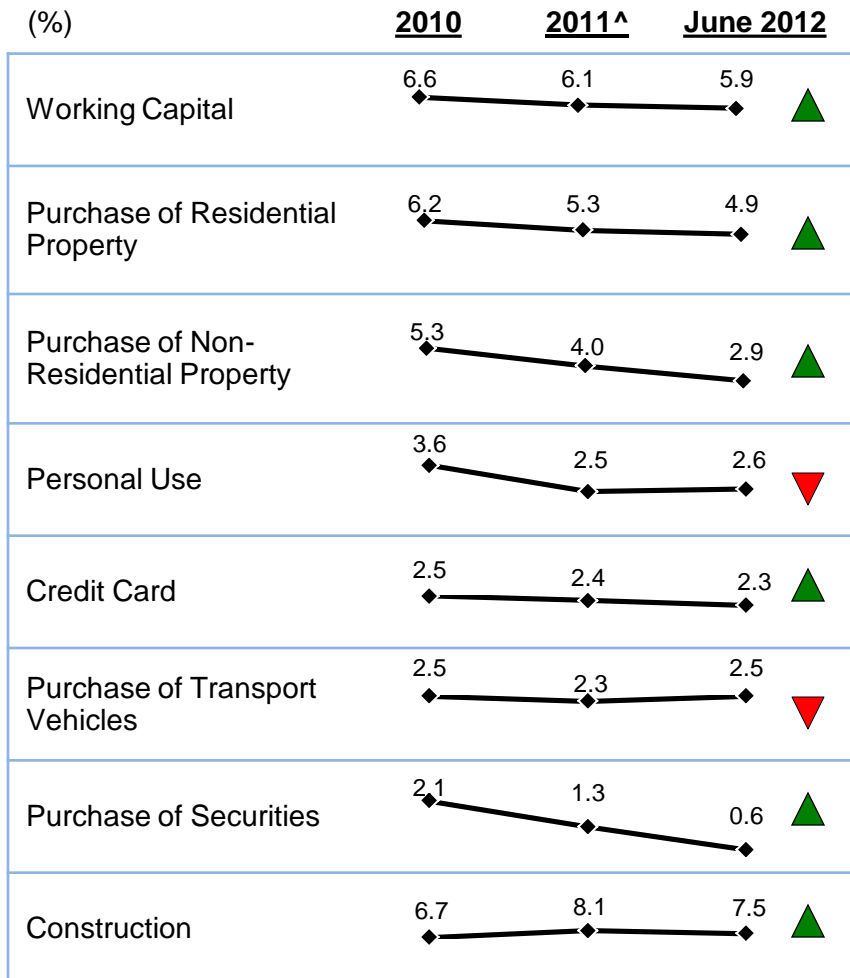 (%) 2010 2011^ June 2012
Working Capital 6.6 6.1 5.9
Purchase of Residential
Property 6.2 5.3 4.9
Purchase of Non-
Residential Property 5.3 4.0 2.9
Personal Use 3.6 2.5 2.6
Credit Card 2.5 2.4 2.3
Purchase of Transport
Vehicles 2.5 2.3 2.5
Purchase of Securities 2.1 1.3 0.6
Construction 6.7 8.1 7.5